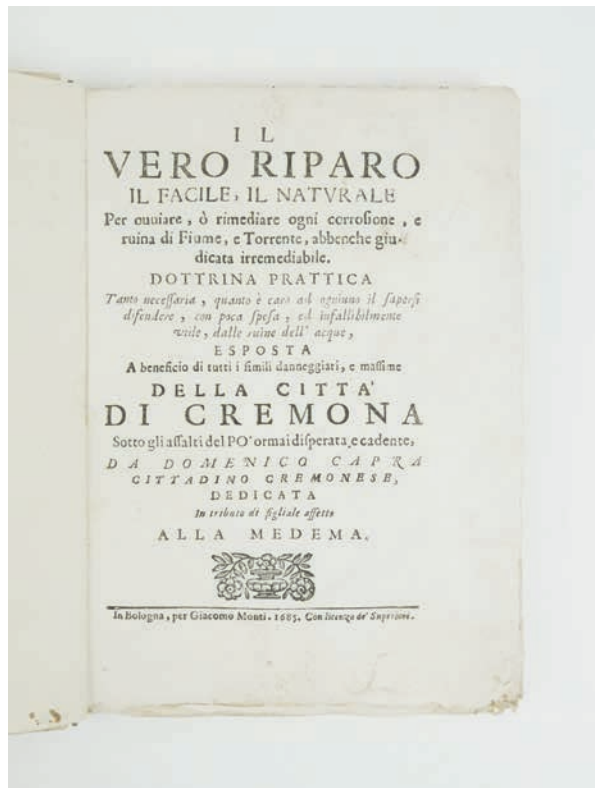 IL
VERO RIPARO
IL FACILE, IL NATVRALE
Per ouuiare, ò rimediare ogni corrosione, e
ruina di Fiume, e Torrente, abbenche giu-
dicata irremediabile.
DOTTRINA PRATTICA
Tanto necessaria, quanto è caro ad ogniuno il sapersi
difendere, con poca spesa, ed infallibilmente
vtile, dalle ruine dell' acque,
ESPOSTA
A beneficio di tutti i simili danneggiati, e massime
DELLA CITTA'
DI CREMONA
Sotto gli assalti del PO' ormai disperata, e cadente,
DA DOMENICO CAPRA
CITTADINO CREMONESE,
DEDICATA
In tributo di figliale affetto
ALLA MEDEMA.
In Bologna, per Giacomo Monti. 1685. Con licenza de' Superiori.